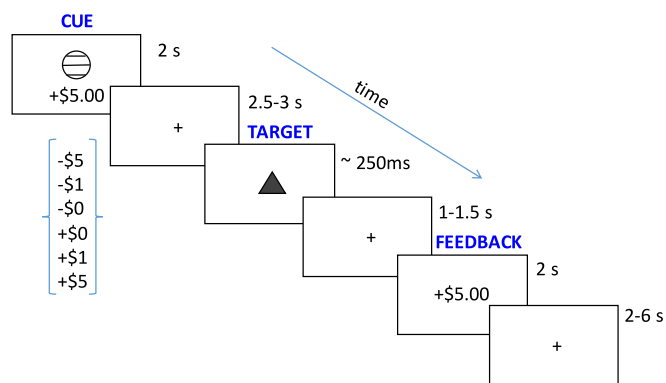 CUE
2 s
+$5.00
2.5-3 s
time
+
TARGET
~ 250ms
-$5
-$1
-$0
+$0
+$1
+$5
1-1.5 s
+
FEEDBACK
2 s
+$5.00
2-6 s
+